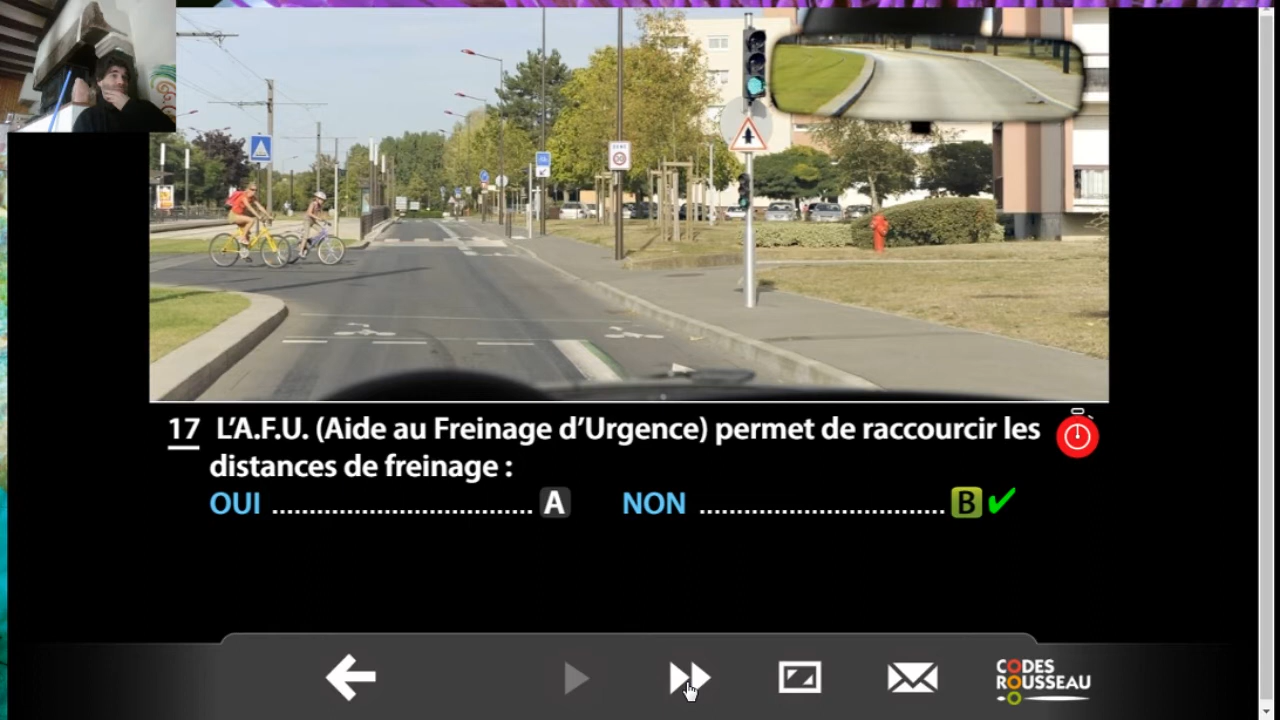 17 L'A.F.U. (Aide au Freinage d'Urgence) permet de raccourcir les
distances de freinage :
OUI .................................. A NON ................................. B ✔
CODES
ROUSSEAU